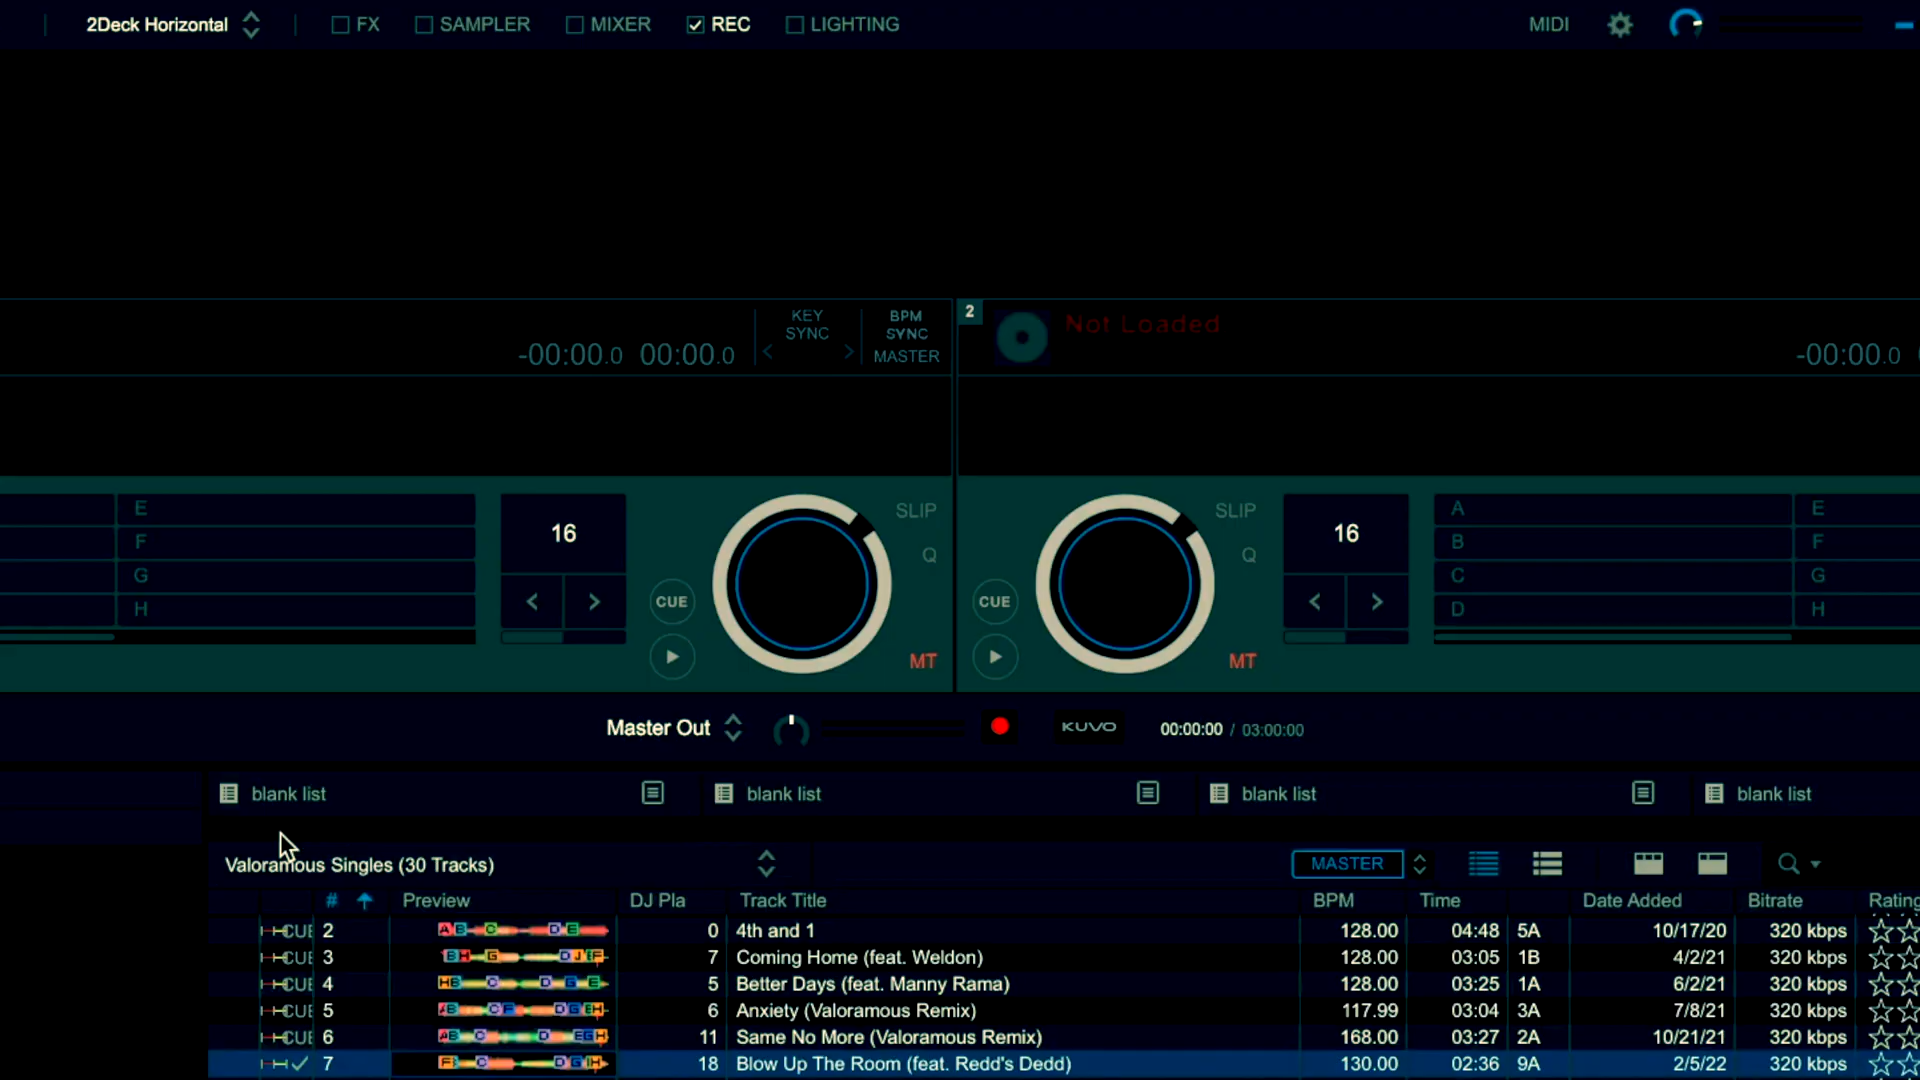 2Deck Horizontal FX SAMPLER MIXER REC LIGHTING MIDI
KEY SYNC BPM SYNC MASTER
-00:00.0 00:00.0
2 Not Loaded -00:00.0
E
F
G
H
16
CUE
SLIP
Q
MT
CUE
SLIP
Q
MT
16
A E
B F
C G
D H
Master Out KUVO 00:00:00 / 03:00:00
blank list blank list blank list blank list
Valoramous Singles (30 Tracks) MASTER
# Preview DJ Pla Track Title BPM Time Date Added Bitrate Rating
CUE 2 A B C D E 0 4th and 1 128.00 04:48 5A 10/17/20 320 kbps
CUE 3 7 Coming Home (feat. Weldon) 128.00 03:05 1B 4/2/21 320 kbps
CUE 4 5 Better Days (feat. Manny Rama) 128.00 03:25 1A 6/2/21 320 kbps
CUE 5 6 Anxiety (Valoramous Remix) 117.99 03:04 3A 7/8/21 320 kbps
CUE 6 11 Same No More (Valoramous Remix) 168.00 03:27 2A 10/21/21 320 kbps
7 18 Blow Up The Room (feat. Redd's Dedd) 130.00 02:36 9A 2/5/22 320 kbps